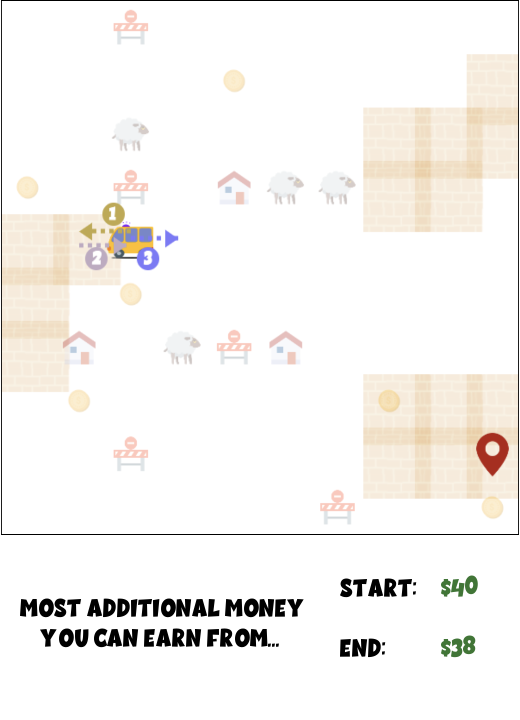 1
2
3
START: $40
MOST ADDITIONAL MONEY
YOU CAN EARN FROM...
END: $38